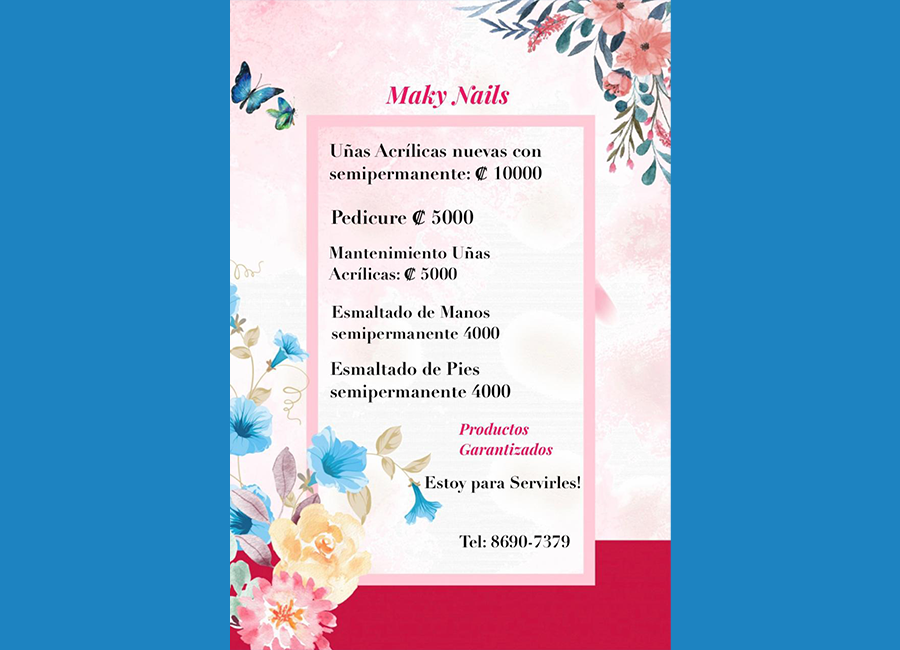 Maky Nails
Uñas Acrílicas nuevas con
semipermanente: ₡ 10000
Pedicure ₡ 5000
Mantenimiento Uñas
Acrílicas: ₡ 5000
Esmaltado de Manos
semipermanente 4000
Esmaltado de Pies
semipermanente 4000
Productos
Garantizados
Estoy para Servirles!
Tel: 8690-7379